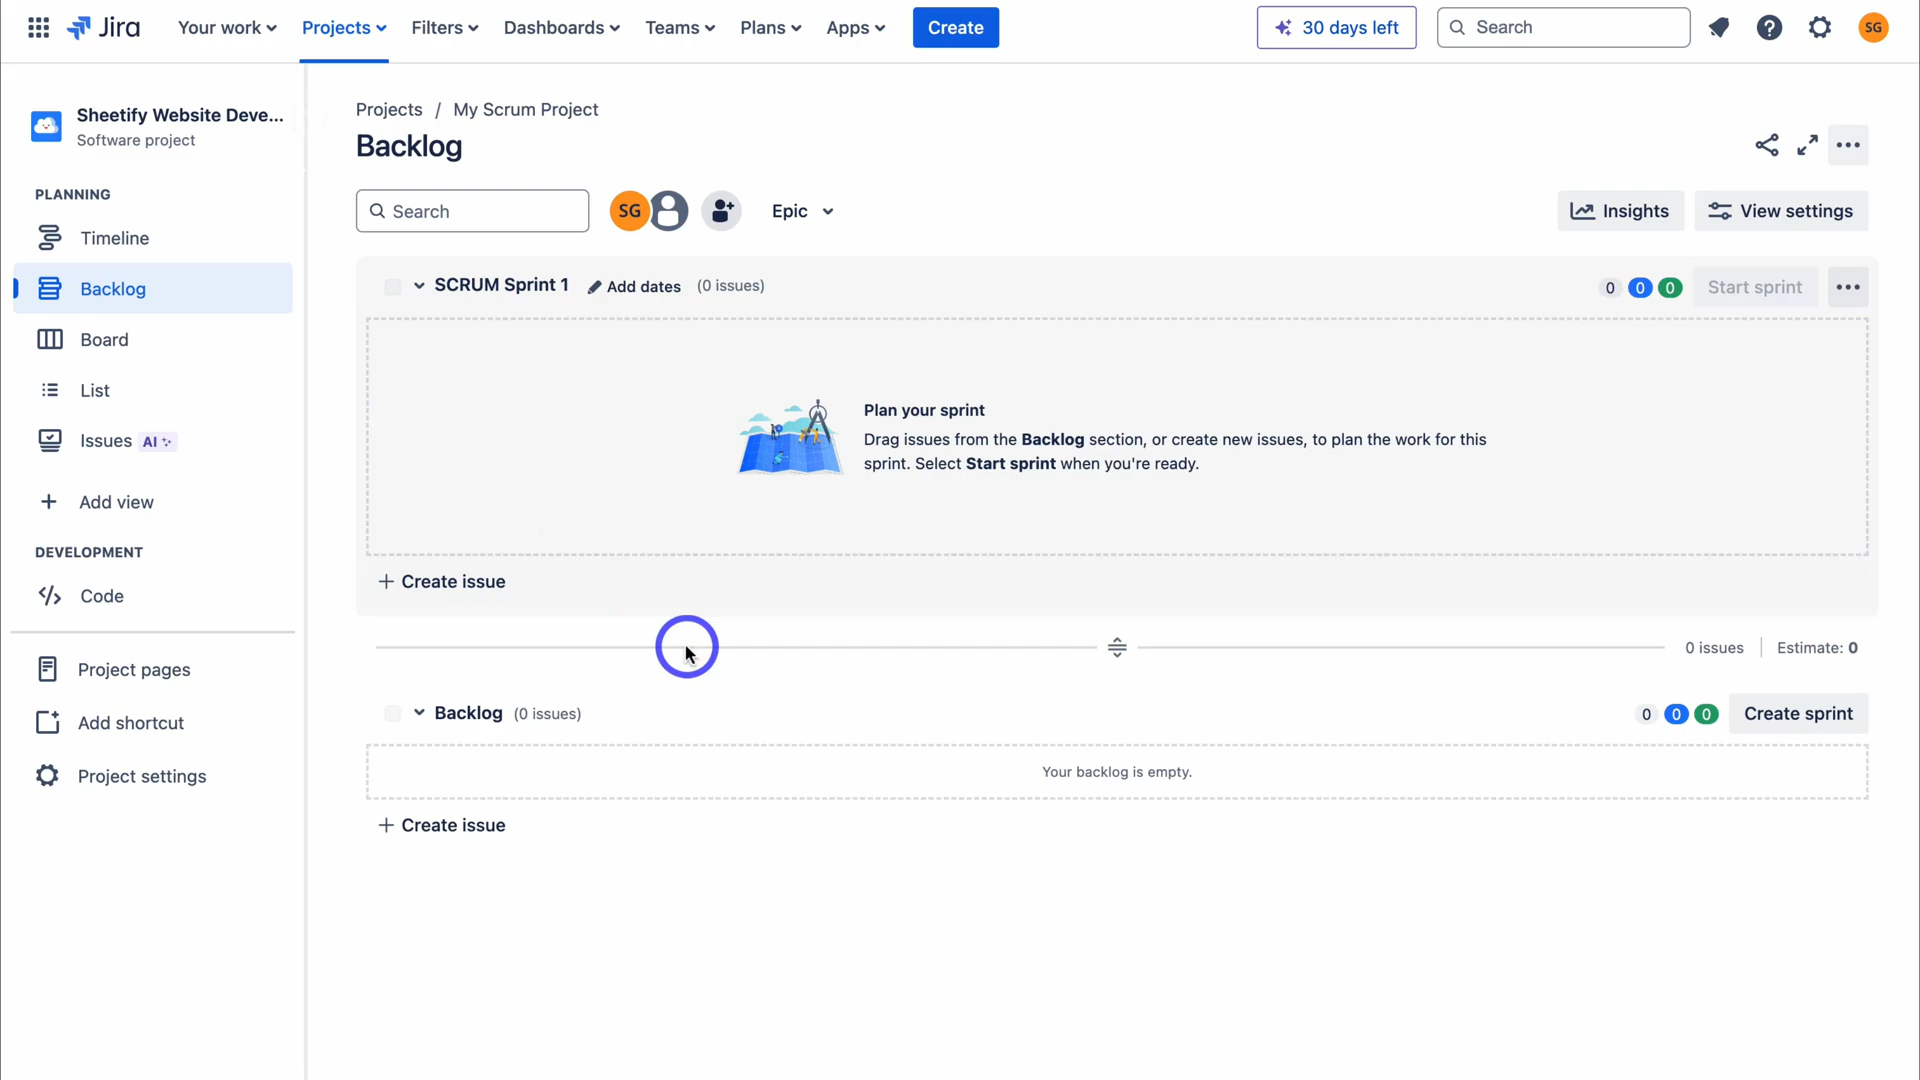 Jira
Your work
Projects
Filters
Dashboards
Teams
Plans
Apps
Create
30 days left
Search
SG
Sheetify Website Deve...
Software project
PLANNING
Timeline
Backlog
Board
List
Issues AI
Add view
DEVELOPMENT
Code
Project pages
Add shortcut
Project settings
Projects / My Scrum Project
Backlog
Search
SG
Epic
Insights
View settings
SCRUM Sprint 1 Add dates (0 issues)
0 0 0 Start sprint
Plan your sprint
Drag issues from the Backlog section, or create new issues, to plan the work for this
sprint. Select Start sprint when you're ready.
+ Create issue
0 issues Estimate: 0
Backlog (0 issues)
0 0 0 Create sprint
Your backlog is empty.
+ Create issue